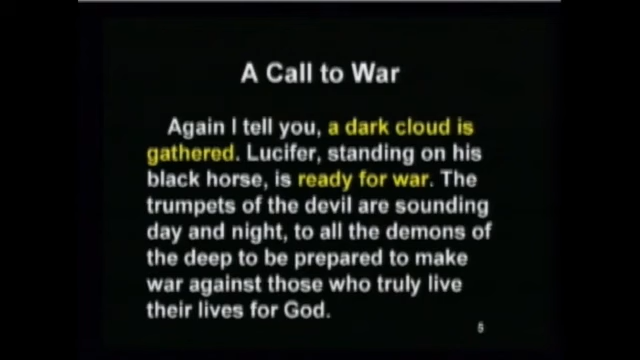 A Call to War
Again I tell you, a dark cloud is
gathered. Lucifer, standing on his
black horse, is ready for war. The
trumpets of the devil are sounding
day and night, to all the demons of
the deep to be prepared to make
war against those who truly live
their lives for God.
5